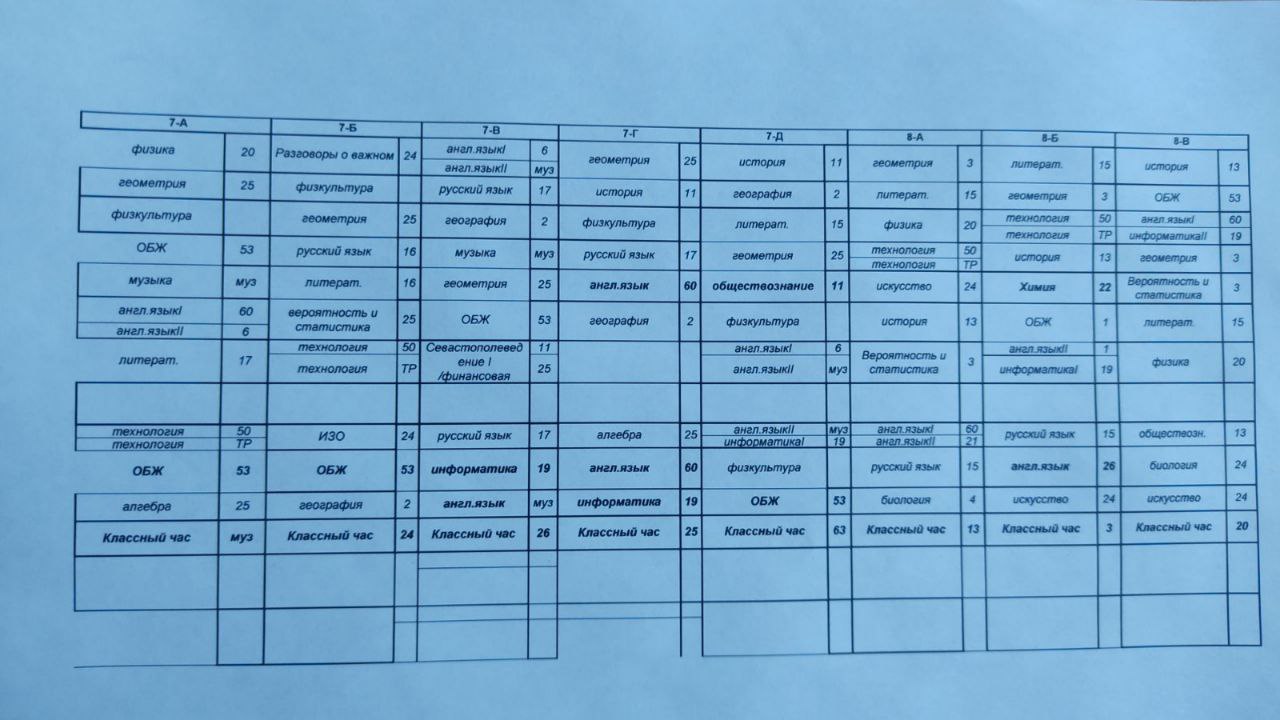 7-А 7-Б 7-В 7-Г 7-Д 8-А 8-Б 8-В
физика 20 Разговоры о важном 24 англ.языкI 6 геометрия 25 история 11 геометрия 3 литерат. 15 история 13
англ.языкII муз
геометрия 25 физкультура русский язык 17 история 11 география 2 литерат. 15 геометрия 3 ОБЖ 53
физкультура геометрия 25 география 2 физкультура литерат. 15 физика 20 технология 50 англ.языкI 60
технология ТР информатикаII 19
ОБЖ 53 русский язык 16 музыка муз русский язык 17 геометрия 25 технология 50 история 13 геометрия 3
технология ТР
музыка муз литерат. 16 геометрия 25 англ.язык 60 обществознание 11 искусство 24 Химия 22 Вероятность и
статистика 3
англ.языкI 60 вероятность и
статистика 25 ОБЖ 53 география 2 физкультура история 13 ОБЖ 1 литерат. 15
англ.языкII 6
литерат. 17 технология 50 Севастополевед 11 англ.языкI 6 Вероятность и
статистика 3 англ.языкII 1 физика 20
технология ТР ение I
/финансовая 25 англ.языкII муз информатикаI 19
технология 50 ИЗО 24 русский язык 17 алгебра 25 англ.языкII муз англ.языкI 60 русский язык 15 обществозн. 13
технология ТР информатикаI 19 англ.языкII 21
ОБЖ 53 ОБЖ 53 информатика 19 англ.язык 60 физкультура русский язык 15 англ.язык 26 биология 24
алгебра 25 география 2 англ.язык муз информатика 19 ОБЖ 53 биология 4 искусство 24 искусство 24
Классный час муз Классный час 24 Классный час 26 Классный час 25 Классный час 63 Классный час 13 Классный час 3 Классный час 20